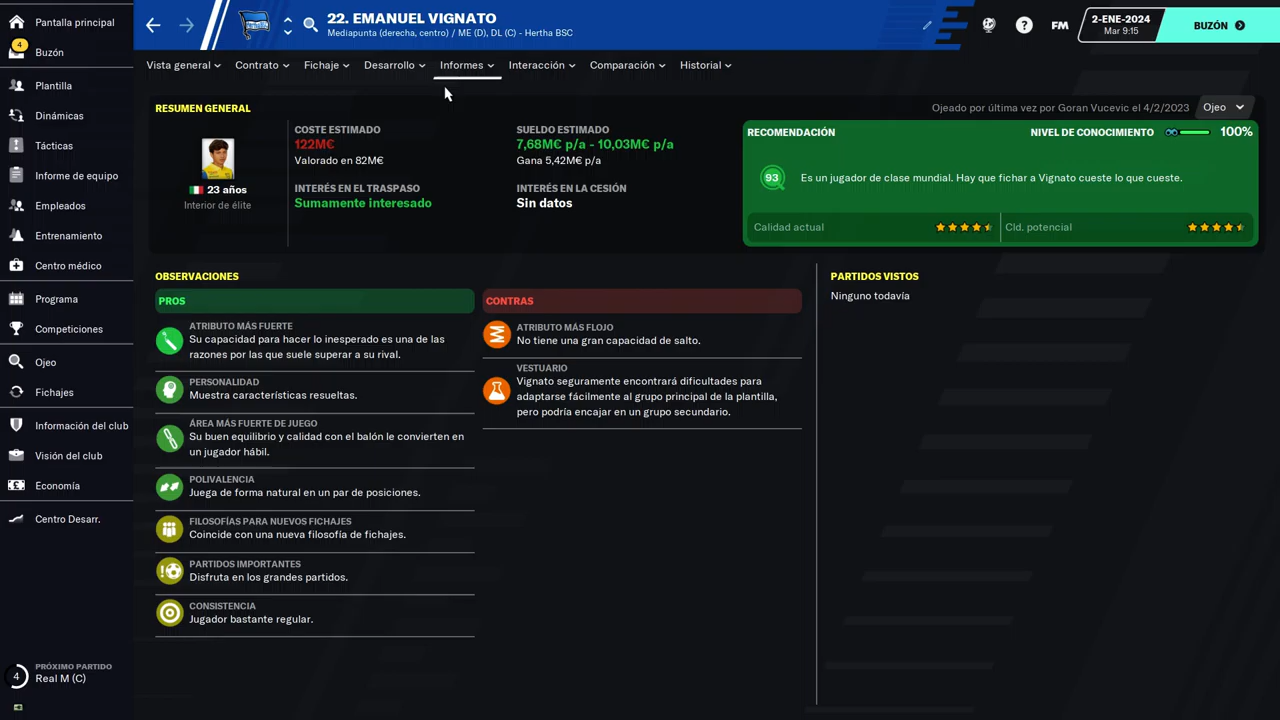 Pantalla principal
4
Buzón
Plantilla
Dinámicas
Tácticas
Informe de equipo
Empleados
Entrenamiento
Centro médico
Programa
Competiciones
Ojeo
Fichajes
Información del club
Visión del club
Economía
Centro Desarr.
4
PRÓXIMO PARTIDO
Real M (C)
22. EMANUEL VIGNATO
Mediapunta (derecha, centro) / ME (D), DL (C) - Hertha BSC
FM
2-ENE-2024
Mar 9:15
BUZÓN
Vista general
Contrato
Fichaje
Desarrollo
Informes
Interacción
Comparación
Historial
RESUMEN GENERAL
Ojeado por última vez por Goran Vucevic el 4/2/2023
Ojeo
23 años
Interior de élite
COSTE ESTIMADO
122M€
Valorado en 82M€
INTERÉS EN EL TRASPASO
Sumamente interesado
SUELDO ESTIMADO
7,68M€ p/a - 10,03M€ p/a
Gana 5,42M€ p/a
INTERÉS EN LA CESIÓN
Sin datos
RECOMENDACIÓN
NIVEL DE CONOCIMIENTO
100%
93
Es un jugador de clase mundial. Hay que fichar a Vignato cueste lo que cueste.
Calidad actual
Cld. potencial
OBSERVACIONES
PROS
ATRIBUTO MÁS FUERTE
Su capacidad para hacer lo inesperado es una de las
razones por las que suele superar a su rival.
PERSONALIDAD
Muestra características resueltas.
ÁREA MÁS FUERTE DE JUEGO
Su buen equilibrio y calidad con el balón le convierten en
un jugador hábil.
POLIVALENCIA
Juega de forma natural en un par de posiciones.
FILOSOFÍAS PARA NUEVOS FICHAJES
Coincide con una nueva filosofía de fichajes.
PARTIDOS IMPORTANTES
Disfruta en los grandes partidos.
CONSISTENCIA
Jugador bastante regular.
CONTRAS
ATRIBUTO MÁS FLOJO
No tiene una gran capacidad de salto.
VESTUARIO
Vignato seguramente encontrará dificultades para
adaptarse fácilmente al grupo principal de la plantilla,
pero podría encajar en un grupo secundario.
PARTIDOS VISTOS
Ninguno todavía